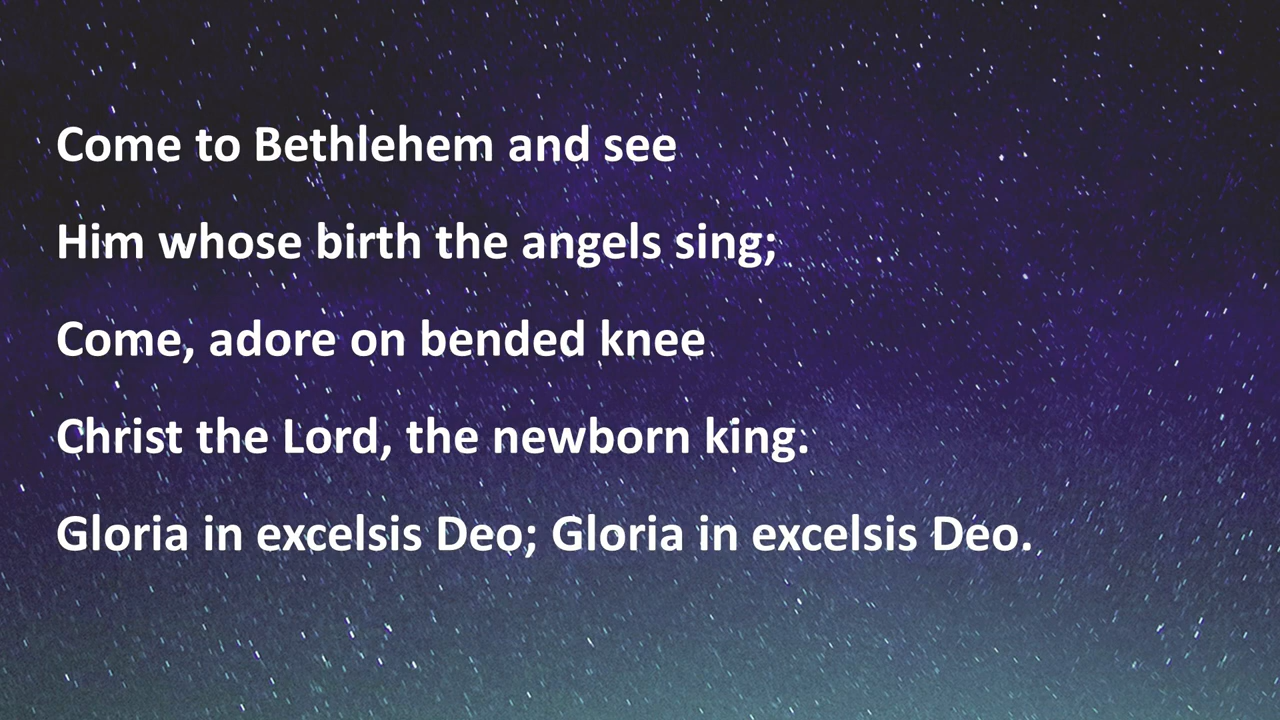 Come to Bethlehem and see
Him whose birth the angels sing;
Come, adore on bended knee
Christ the Lord, the newborn king.
Gloria in excelsis Deo; Gloria in excelsis Deo.